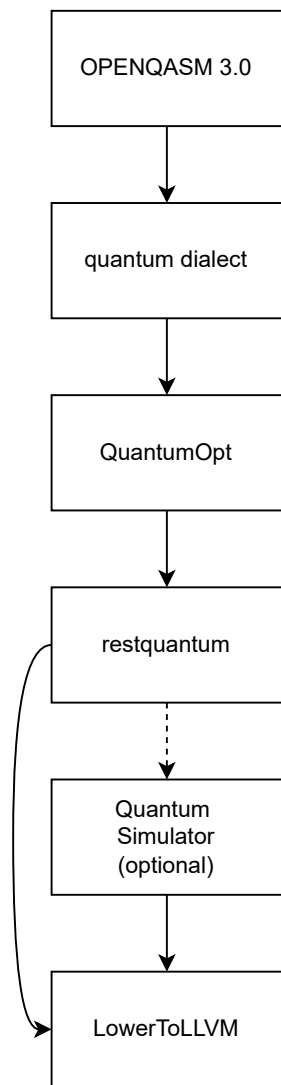 OPENQASM 3.0
quantum dialect
QuantumOpt
restquantum
Quantum
Simulator
(optional)
LowerToLLVM